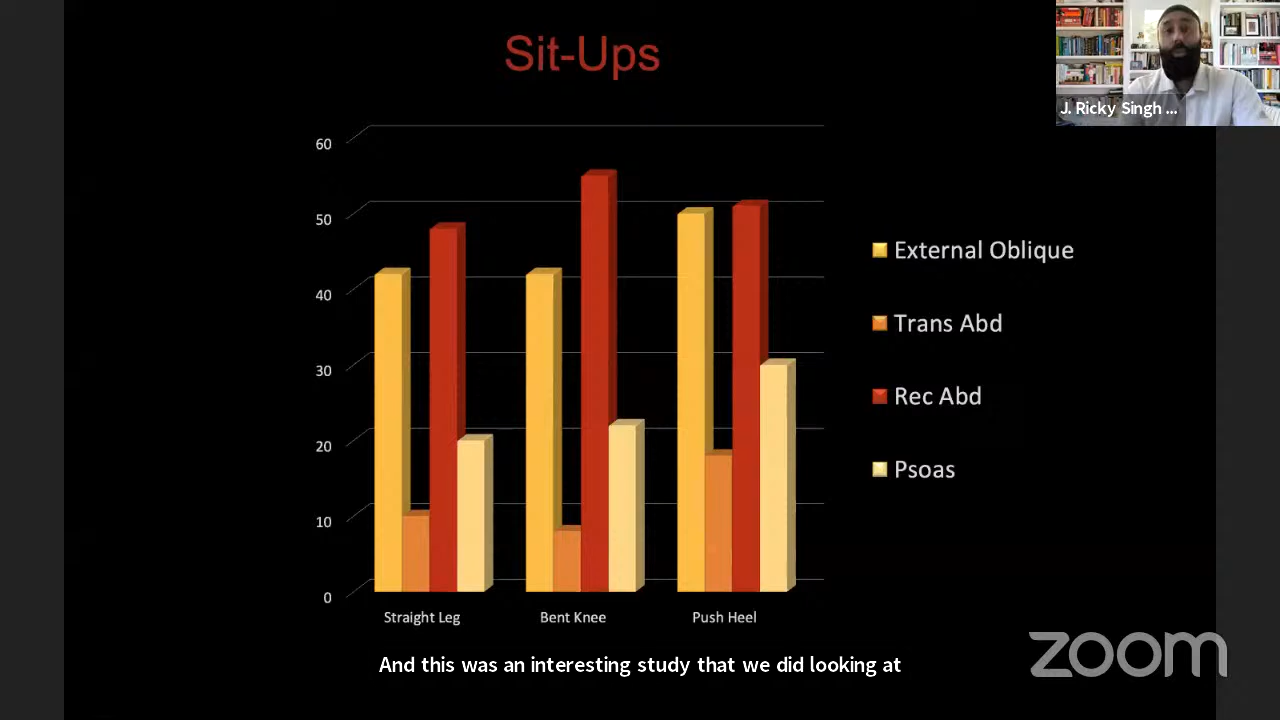 Sit-Ups
J. Ricky Singh ...
60
50
40
30
20
10
0
Straight Leg
Bent Knee
Push Heel
External Oblique
Trans Abd
Rec Abd
Psoas
And this was an interesting study that we did looking at
zoom